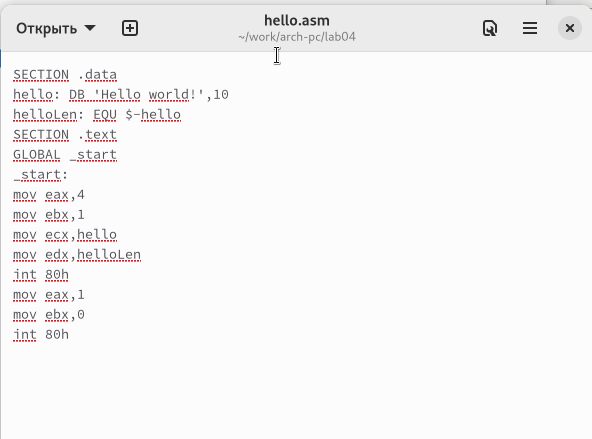 Открыть
hello.asm
~/work/arch-pc/lab04
SECTION .data
hello: DB 'Hello world!',10
helloLen: EQU $-hello
SECTION .text
GLOBAL _start
_start:
mov eax,4
mov ebx,1
mov ecx,hello
mov edx,helloLen
int 80h
mov eax,1
mov ebx,0
int 80h